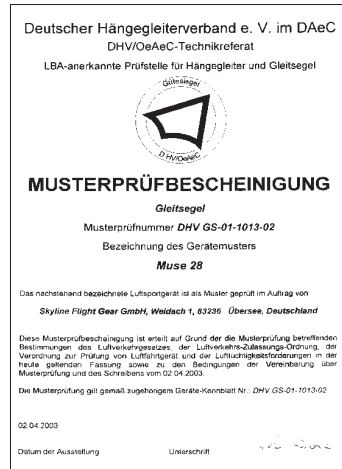 Deutscher Hängegleiterverband e. V. im DAeC
DHV/OeAeC-Technikreferat
LBA-anerkannte Prüfstelle für Hängegleiter und Gleitsegel
Gütesiegel
DHV/OeAeC
MUSTERPRÜFBESCHEINIGUNG
Gleitsegel
Musterprüfnummer DHV GS-01-1013-02
Bezeichnung des Gerätemusters
Muse 28
Das nachstehend bezeichnete Luftsportgerät ist als Muster geprüft im Auftrag von
Skyline Flight Gear GmbH, Weidach 1, 83236 Übersee, Deutschland
Diese Musterprüfbescheinigung ist erteilt auf Grund der die Musterprüfung betreffenden
Bestimmungen des Luftverkehrsgesetzes, der Luftverkehrs-Zulassungs-Ordnung, der
Verordnung zur Prüfung von Luftfahrtgerät und der Lufttüchtigkeitsforderungen in der
heute geltenden Fassung sowie zu den Bedingungen der Vereinbarung über
Musterprüfung und des Schreibens vom 02.04.2003.
Die Musterprüfung gilt gemäß zugehörigem Geräte-Kennblatt Nr.: DHV GS-01-1013-02
02.04.2003
Datum der Ausstellung Unterschrift